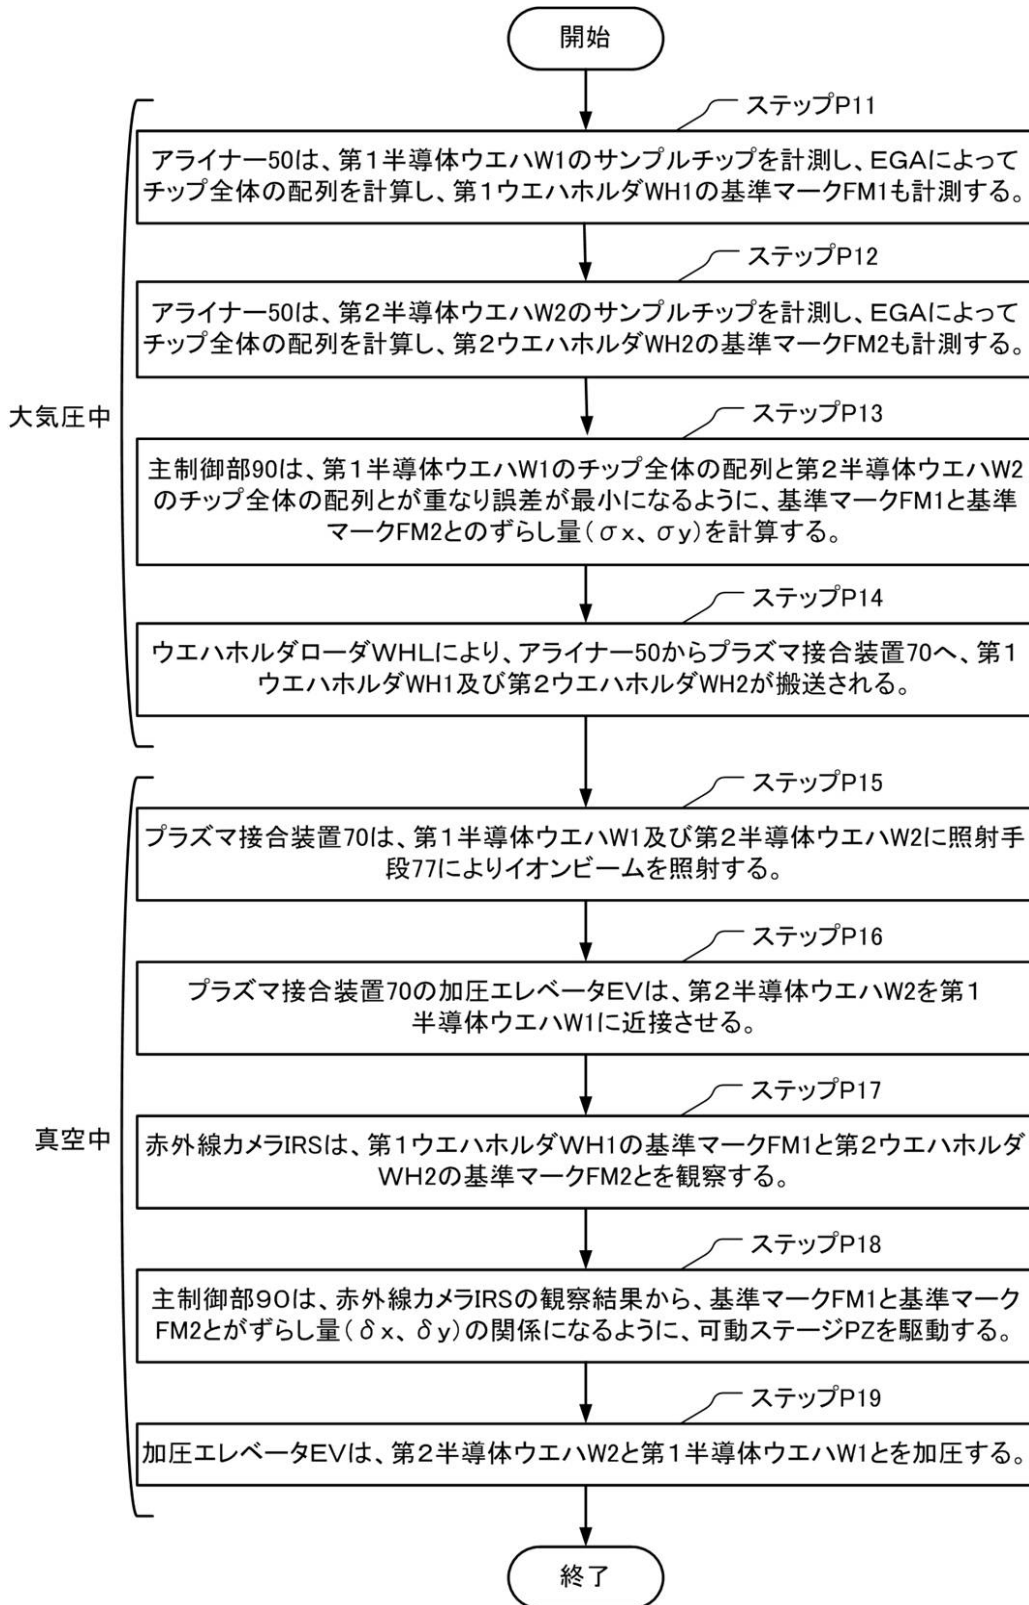 開始
ステップP11
アライナー50は、第1半導体ウエハW1のサンプルチップを計測し、EGAによって
チップ全体の配列を計算し、第1ウエハホルダWH1の基準マークFM1も計測する。
ステップP12
アライナー50は、第2半導体ウエハW2のサンプルチップを計測し、EGAによって
チップ全体の配列を計算し、第2ウエハホルダWH2の基準マークFM2も計測する。
大気圧中
ステップP13
主制御部90は、第1半導体ウエハW1のチップ全体の配列と第2半導体ウエハW2
のチップ全体の配列とが重なり誤差が最小になるように、基準マークFM1と基準
マークFM2とのずらし量(σx、σy)を計算する。
ステップP14
ウエハホルダローダWHLにより、アライナー50からプラズマ接合装置70へ、第1
ウエハホルダWH1及び第2ウエハホルダWH2が搬送される。
ステップP15
プラズマ接合装置70は、第1半導体ウエハW1及び第2半導体ウエハW2に照射手
段77によりイオンビームを照射する。
ステップP16
プラズマ接合装置70の加圧エレベータEVは、第2半導体ウエハW2を第1
半導体ウエハW1に近接させる。
ステップP17
真空中
赤外線カメラIRSは、第1ウエハホルダWH1の基準マークFM1と第2ウエハホルダ
WH2の基準マークFM2とを観察する。
ステップP18
主制御部90は、赤外線カメラIRSの観察結果から、基準マークFM1と基準マーク
FM2とがずらし量(δx、δy)の関係になるように、可動ステージPZを駆動する。
ステップP19
加圧エレベータEVは、第2半導体ウエハW2と第1半導体ウエハW1とを加圧する。
終了